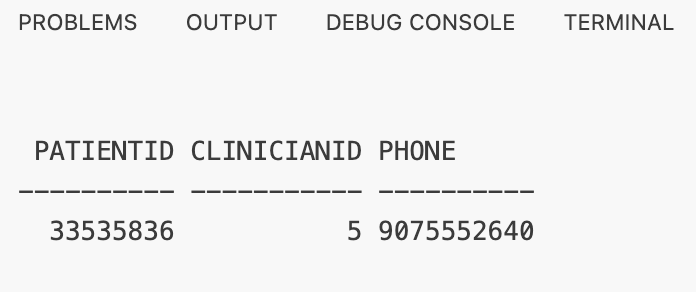 PROBLEMS OUTPUT DEBUG CONSOLE TERMINAL
PATIENTID CLINICIANID PHONE
---------- ----------- ----------
33535836 5 9075552640